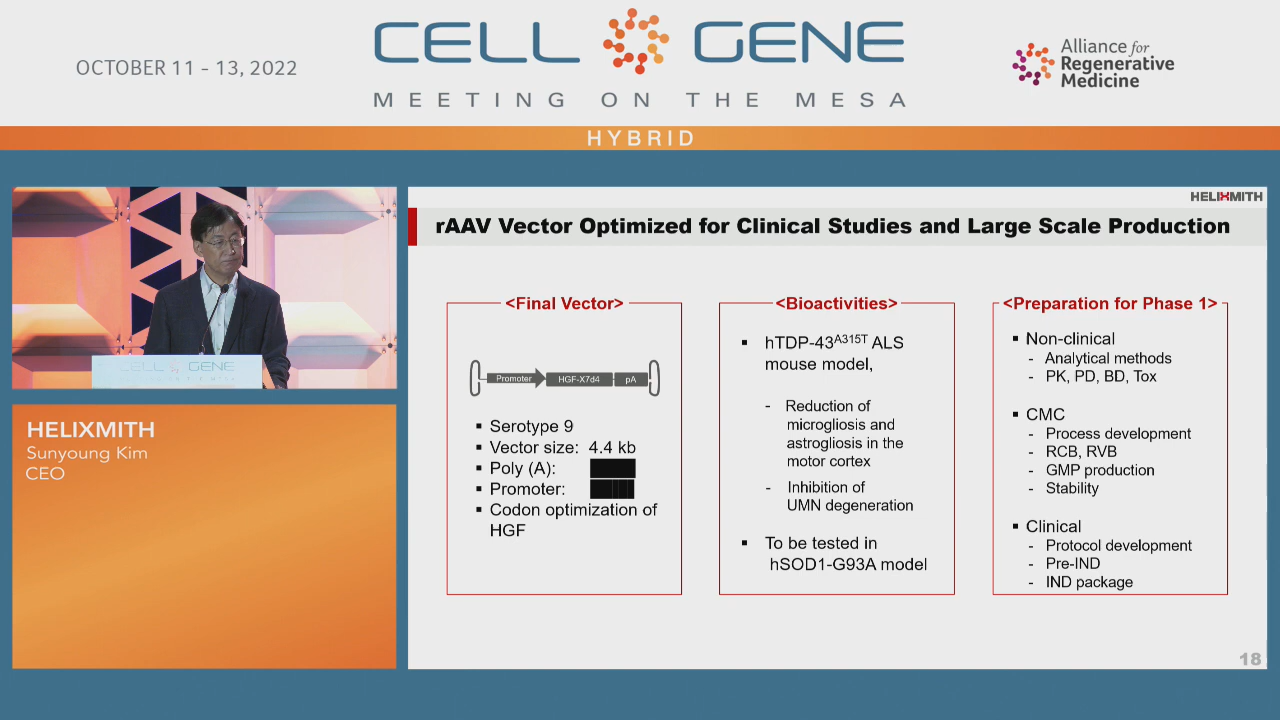 OCTOBER 11 - 13, 2022
CELL GENE
MEETING ON THE MESA
Alliance for
Regenerative
Medicine
HYBRID
CELL GENE
HELIXMITH
Sunyoung Kim
CEO
HELIXMITH
rAAV Vector Optimized for Clinical Studies and Large Scale Production
<Final Vector>
Promoter HGF-X7d4 pA
▪ Serotype 9
▪ Vector size: 4.4 kb
▪ Poly (A):
▪ Promoter:
▪ Codon optimization of
HGF
<Bioactivities>
▪ hTDP-43A315T ALS
mouse model,
- Reduction of
microgliosis and
astrogliosis in the
motor cortex
- Inhibition of
UMN degeneration
▪ To be tested in
hSOD1-G93A model
<Preparation for Phase 1>
▪ Non-clinical
- Analytical methods
- PK, PD, BD, Tox
▪ CMC
- Process development
- RCB, RVB
- GMP production
- Stability
▪ Clinical
- Protocol development
- Pre-IND
- IND package
18